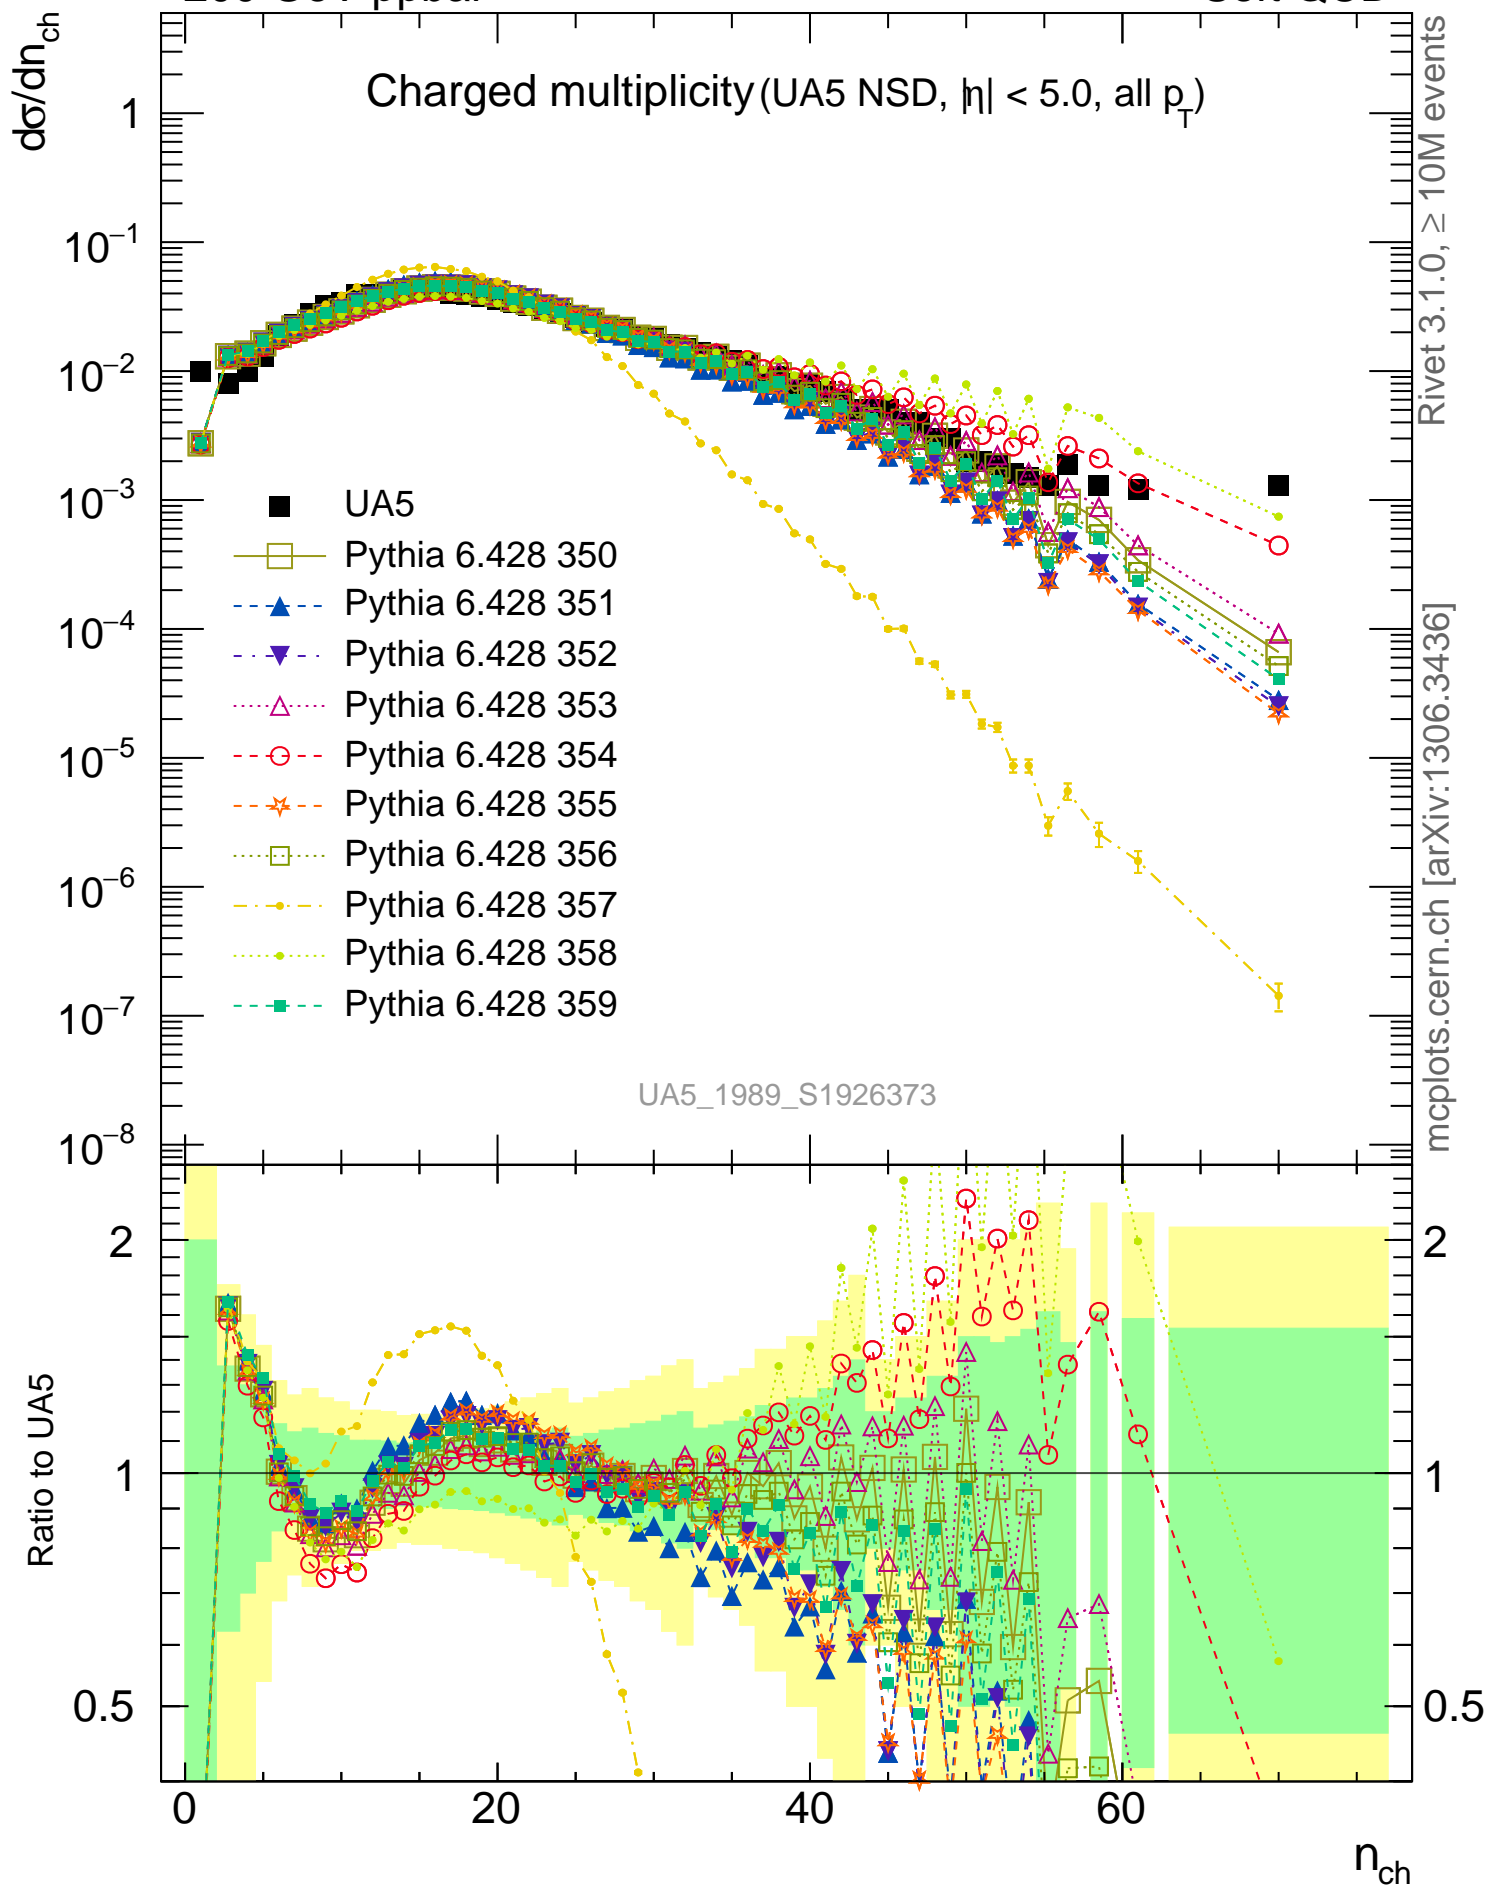 dσ/dn_ch
Charged multiplicity (UA5 NSD, |η| < 5.0, all p_T)
1
10⁻¹
10⁻²
10⁻³
10⁻⁴
10⁻⁵
10⁻⁶
10⁻⁷
10⁻⁸
UA5
Pythia 6.428 350
Pythia 6.428 351
Pythia 6.428 352
Pythia 6.428 353
Pythia 6.428 354
Pythia 6.428 355
Pythia 6.428 356
Pythia 6.428 357
Pythia 6.428 358
Pythia 6.428 359
UA5_1989_S1926373
Rivet 3.1.0, ≥ 10M events
mcplots.cern.ch [arXiv:1306.3436]
Ratio to UA5
2
1
0.5
2
1
0.5
0 20 40 60
n_ch